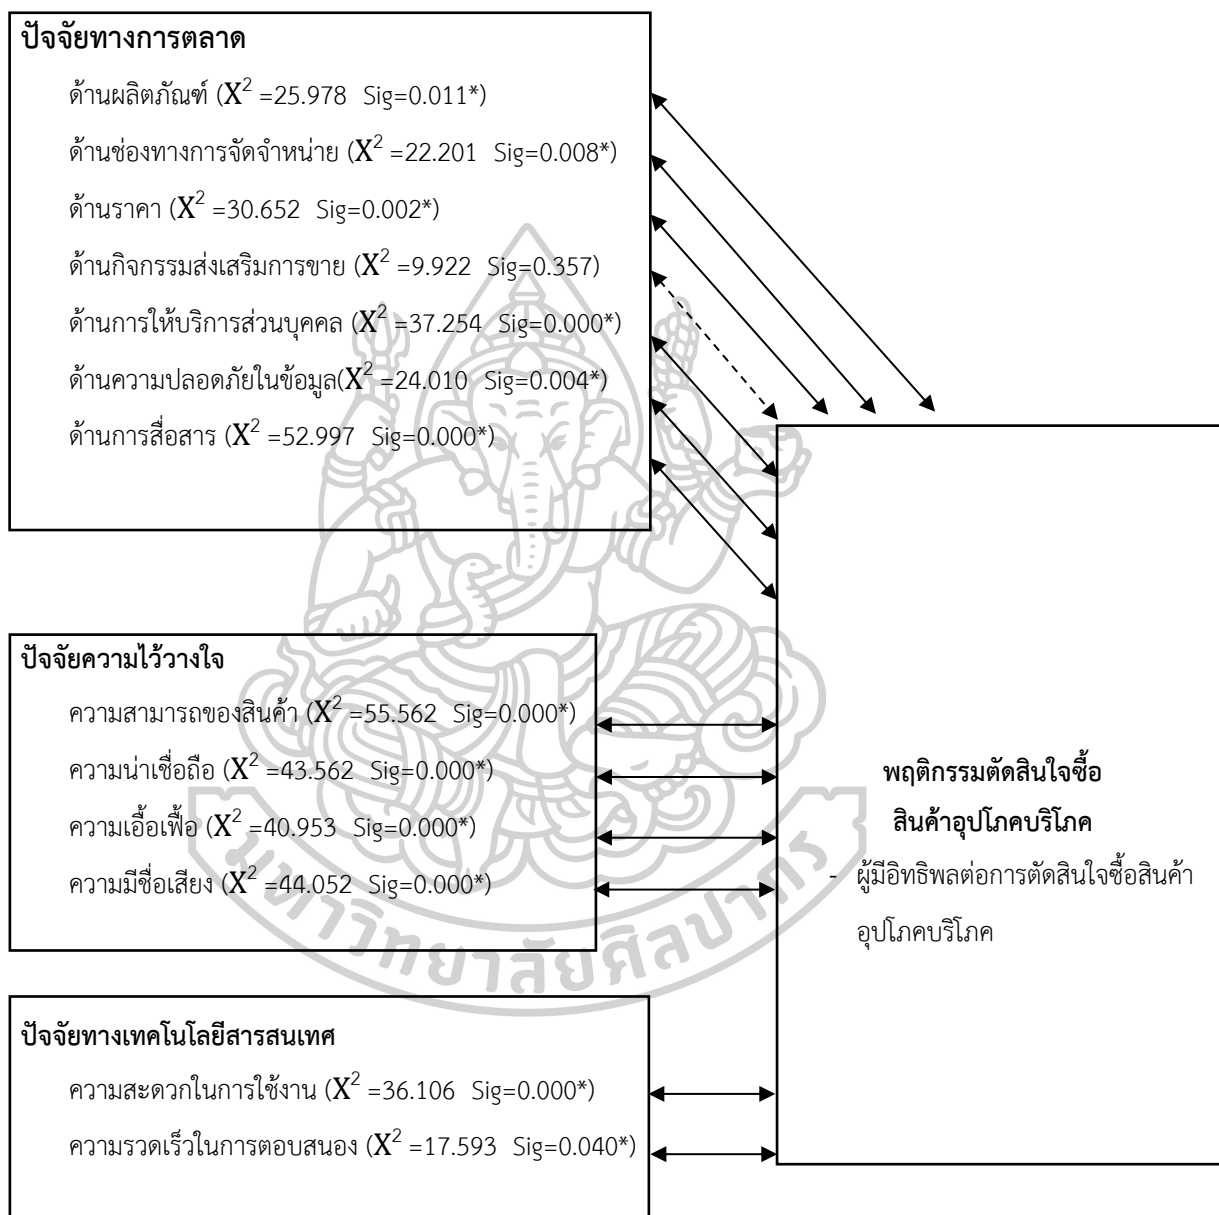 ปัจจัยทางการตลาด
ด้านผลิตภัณฑ์ (X² =25.978 Sig=0.011*)
ด้านช่องทางการจัดจำหน่าย (X² =22.201 Sig=0.008*)
ด้านราคา (X² =30.652 Sig=0.002*)
ด้านกิจกรรมส่งเสริมการขาย (X² =9.922 Sig=0.357)
ด้านการให้บริการส่วนบุคคล (X² =37.254 Sig=0.000*)
ด้านความปลอดภัยในข้อมูล(X² =24.010 Sig=0.004*)
ด้านการสื่อสาร (X² =52.997 Sig=0.000*)
ปัจจัยความไว้วางใจ
ความสามารถของสินค้า (X² =55.562 Sig=0.000*)
ความน่าเชื่อถือ (X² =43.562 Sig=0.000*)
ความเอื้อเฟื้อ (X² =40.953 Sig=0.000*)
ความมีชื่อเสียง (X² =44.052 Sig=0.000*)
ปัจจัยทางเทคโนโลยีสารสนเทศ
ความสะดวกในการใช้งาน (X² =36.106 Sig=0.000*)
ความรวดเร็วในการตอบสนอง (X² =17.593 Sig=0.040*)
พฤติกรรมตัดสินใจซื้อ
สินค้าอุปโภคบริโภค
- ผู้มีอิทธิพลต่อการตัดสินใจซื้อสินค้า
อุปโภคบริโภค
มหาวิทยาลัยศิลปากร